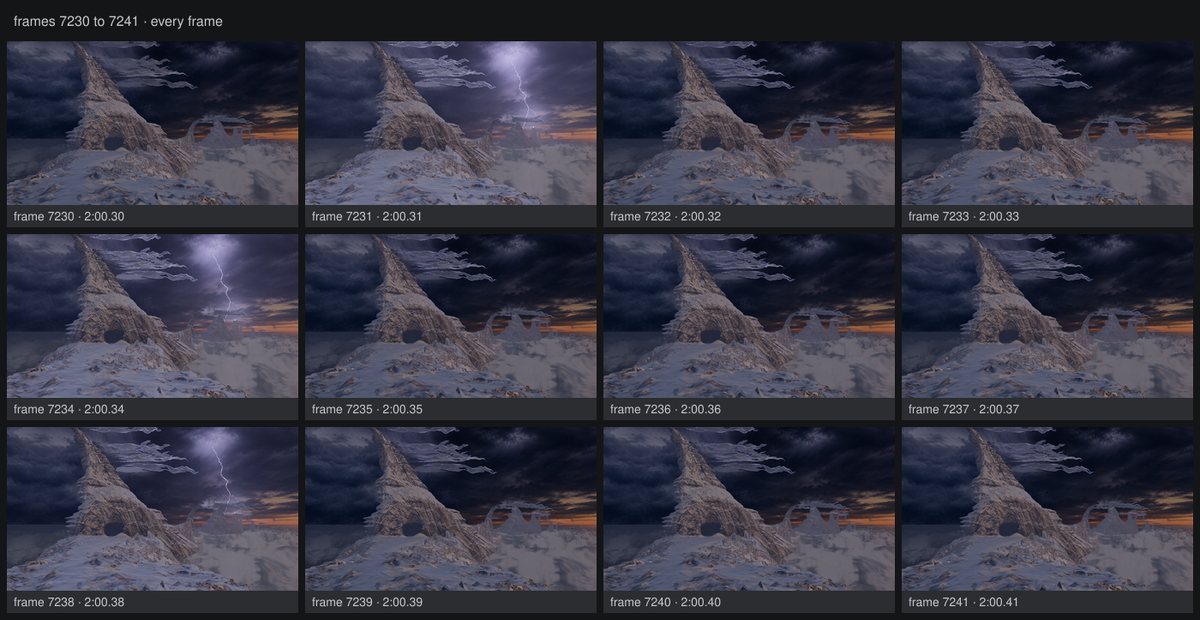 frames 7230 to 7241 · every frame
frame 7230 · 2:00.30
frame 7231 · 2:00.31
frame 7232 · 2:00.32
frame 7233 · 2:00.33
frame 7234 · 2:00.34
frame 7235 · 2:00.35
frame 7236 · 2:00.36
frame 7237 · 2:00.37
frame 7238 · 2:00.38
frame 7239 · 2:00.39
frame 7240 · 2:00.40
frame 7241 · 2:00.41